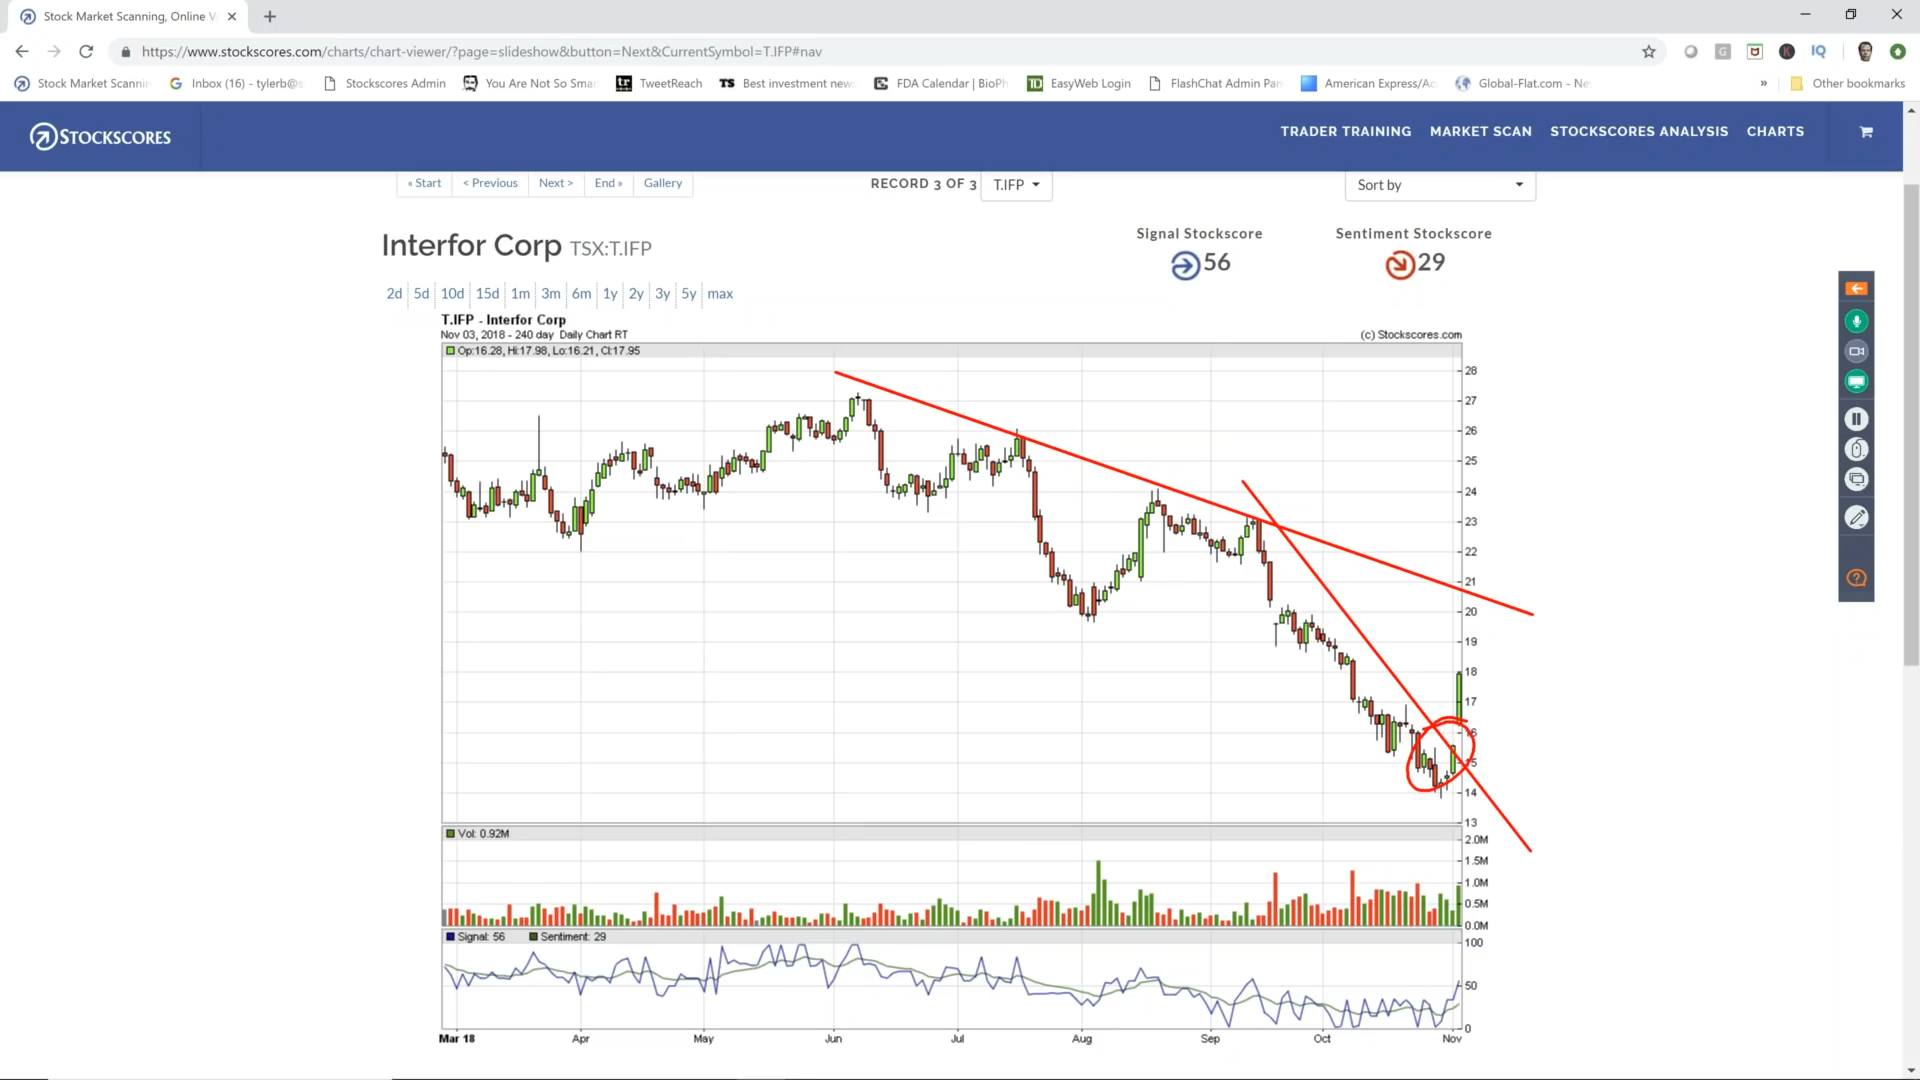 Stock Market Scanning, Online V
https://www.stockscores.com/charts/chart-viewer/?page=slideshow&button=Next&CurrentSymbol=T.IFP#nav
Stock Market Scannin
Inbox (16) - tylerb@s
Stockscores Admin
You Are Not So Smar
TweetReach
Best investment news
FDA Calendar | BioPh
EasyWeb Login
FlashChat Admin Pan
American Express/Ac
Global-Flat.com - Ne
»
Other bookmarks
STOCKSCORES
TRADER TRAINING
MARKET SCAN
STOCKSCORES ANALYSIS
CHARTS
« Start
< Previous
Next >
End »
Gallery
RECORD 3 OF 3
T.IFP
Sort by
Interfor Corp TSX:T.IFP
Signal Stockscore
56
Sentiment Stockscore
29
2d
5d
10d
15d
1m
3m
6m
1y
2y
3y
5y
max
T.IFP - Interfor Corp
Nov 03, 2018 - 240 day Daily Chart RT
(c) Stockscores.com
Op:16.28, Hi:17.98, Lo:16.21, Cl:17.95
28
27
26
25
24
23
22
21
20
19
18
17
16
15
14
13
Vol: 0.92M
2.0M
1.5M
1.0M
0.5M
0.0M
Signal: 56
Sentiment: 29
100
50
0
Mar 18
Apr
May
Jun
Jul
Aug
Sep
Oct
Nov